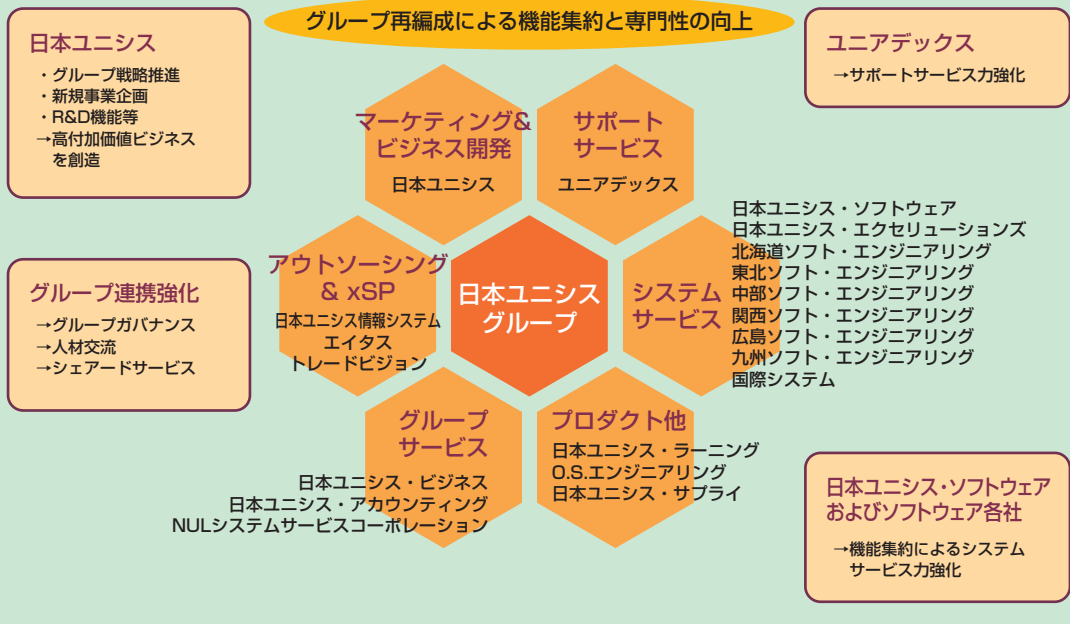 グループ再編成による機能集約と専門性の向上
日本ユニシス
・グループ戦略推進
・新規事業企画
・R&D機能等
→高付加価値ビジネス
を創造
ユニアデックス
→サポートサービス力強化
マーケティング&
ビジネス開発
日本ユニシス
サポート
サービス
ユニアデックス
グループ連携強化
→グループガバナンス
→人材交流
→シェアードサービス
アウトソーシング
& xSP
日本ユニシス情報システム
エイタス
トレードビジョン
日本ユニシス
グループ
システム
サービス
日本ユニシス・ソフトウェア
日本ユニシス・エクセリューションズ
北海道ソフト・エンジニアリング
東北ソフト・エンジニアリング
中部ソフト・エンジニアリング
関西ソフト・エンジニアリング
広島ソフト・エンジニアリング
九州ソフト・エンジニアリング
国際システム
グループ
サービス
日本ユニシス・ビジネス
日本ユニシス・アカウンティング
NULシステムサービスコーポレーション
プロダクト他
日本ユニシス・ラーニング
O.S.エンジニアリング
日本ユニシス・サプライ
日本ユニシス・ソフトウェア
およびソフトウェア各社
→機能集約によるシステム
サービス力強化